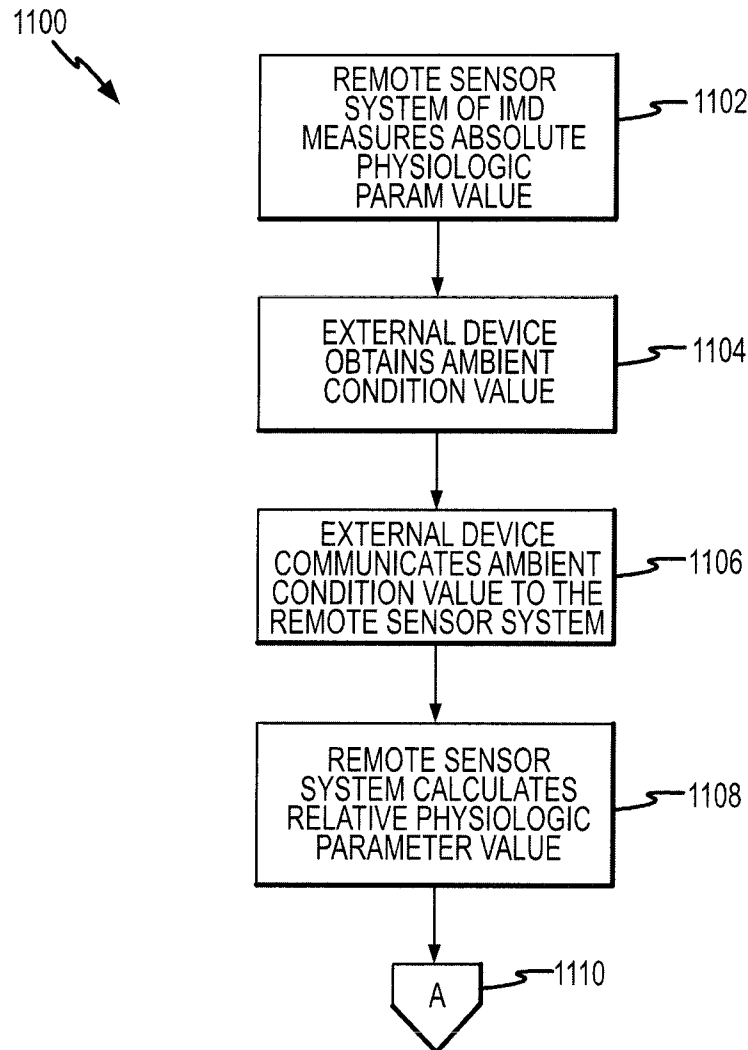 1100
REMOTE SENSOR
SYSTEM OF IMD
MEASURES ABSOLUTE
PHYSIOLOGIC
PARAM VALUE
1102
EXTERNAL DEVICE
OBTAINS AMBIENT
CONDITION VALUE
1104
EXTERNAL DEVICE
COMMUNICATES AMBIENT
CONDITION VALUE TO THE
REMOTE SENSOR SYSTEM
1106
REMOTE SENSOR
SYSTEM CALCULATES
RELATIVE PHYSIOLOGIC
PARAMETER VALUE
1108
A
1110